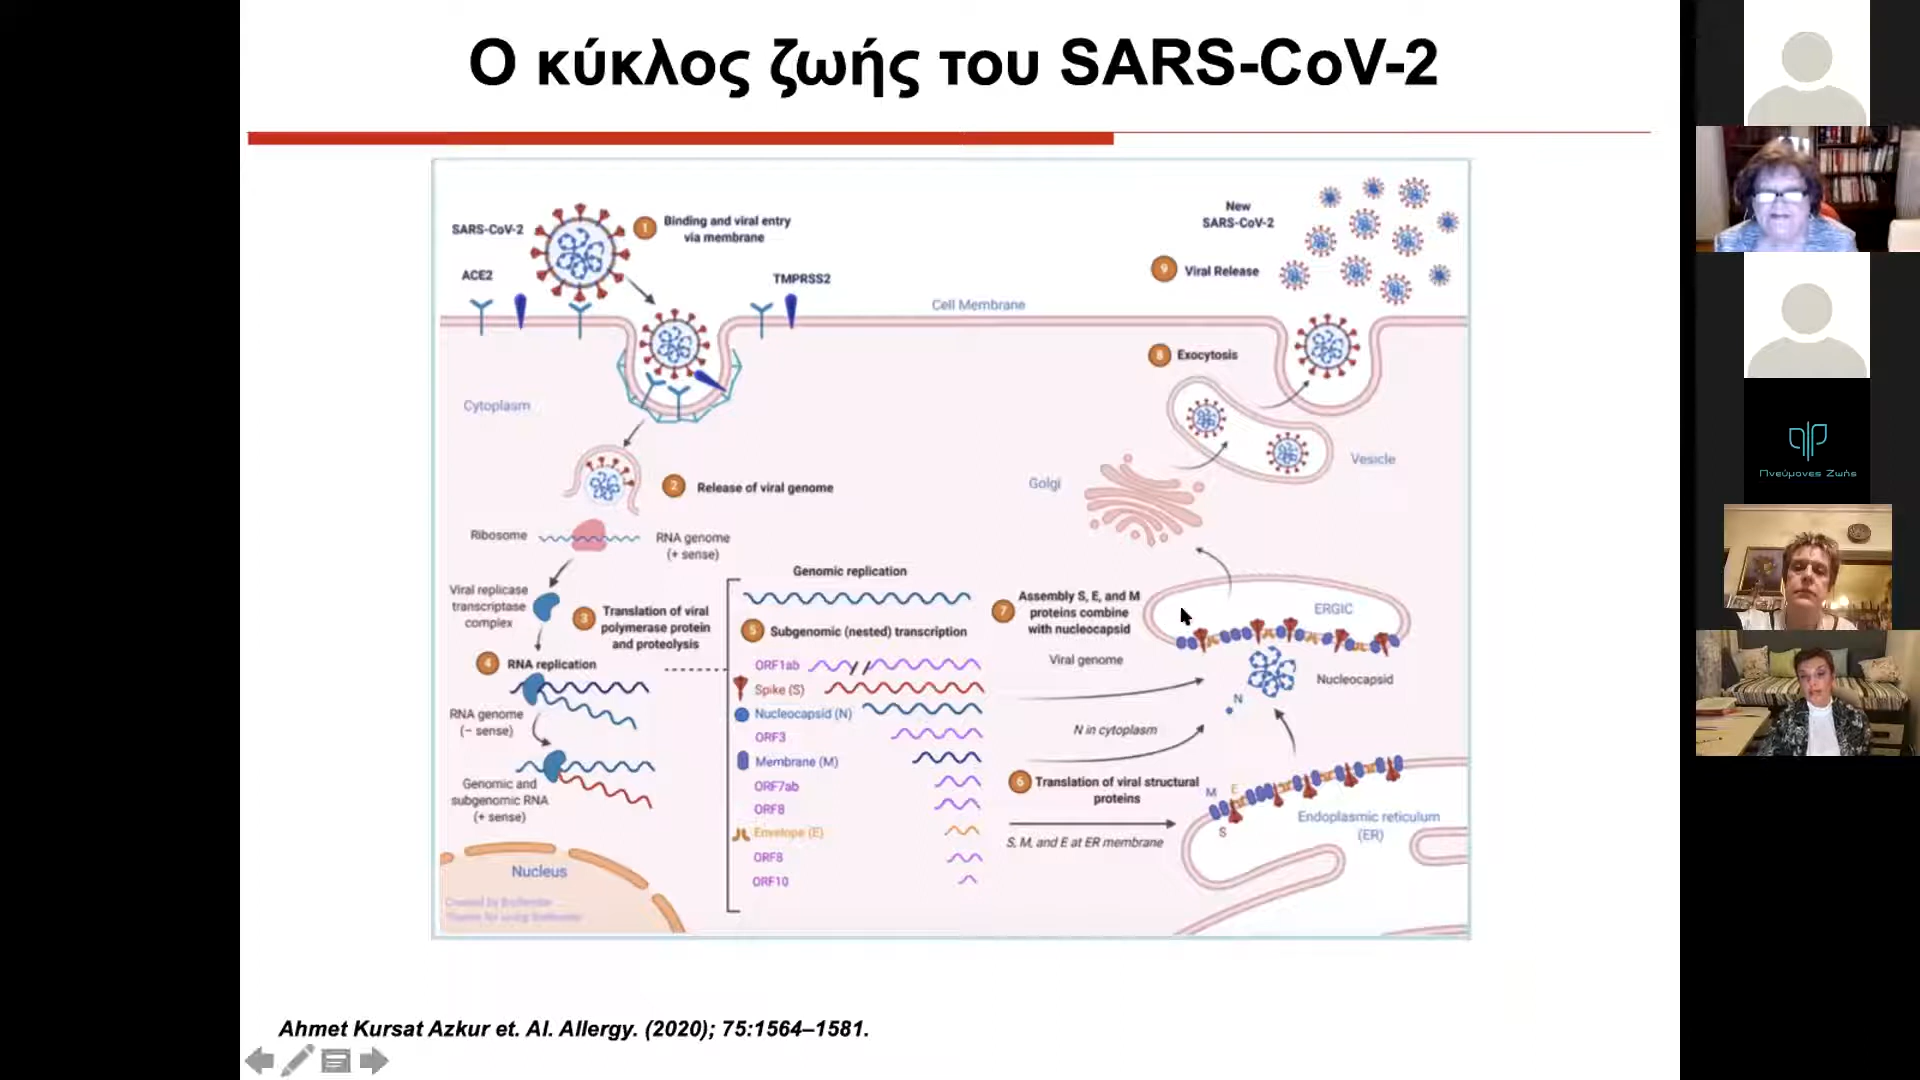 Ο κύκλος ζωής του SARS-CoV-2
SARS-CoV-2
1
Binding and viral entry
via membrane
ACE2
TMPRSS2
Cell Membrane
New
SARS-CoV-2
9
Viral Release
8
Exocytosis
Cytoplasm
Vesicle
Golgi
2
Release of viral genome
Ribosome
RNA genome
(+ sense)
Viral replicase
transcriptase
complex
3
Translation of viral
polymerase protein
and proteolysis
4
RNA replication
RNA genome
(− sense)
Genomic and
subgenomic RNA
(+ sense)
Nucleus
Genomic replication
5
Subgenomic (nested) transcription
ORF1ab
Spike (S)
Nucleocapsid (N)
ORF3
Membrane (M)
ORF7ab
ORF8
Envelope (E)
ORF8
ORF10
7
Assembly S, E, and M
proteins combine
with nucleocapsid
Viral genome
ERGIC
Nucleocapsid
N
N in cytoplasm
6
Translation of viral structural
proteins
S, M, and E at ER membrane
M
E
S
Endoplasmic reticulum
(ER)
Ahmet Kursat Azkur et. Al. Allergy. (2020); 75:1564–1581.
Πνεύμονες Ζωής